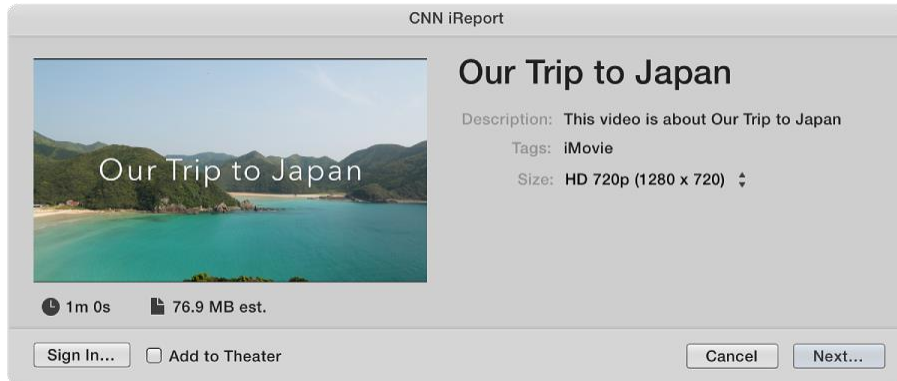 CNN iReport
Our Trip to Japan
Our Trip to Japan
Description: This video is about Our Trip to Japan
Tags: iMovie
Size: HD 720p (1280 x 720)
1m 0s 76.9 MB est.
Sign In... Add to Theater Cancel Next...